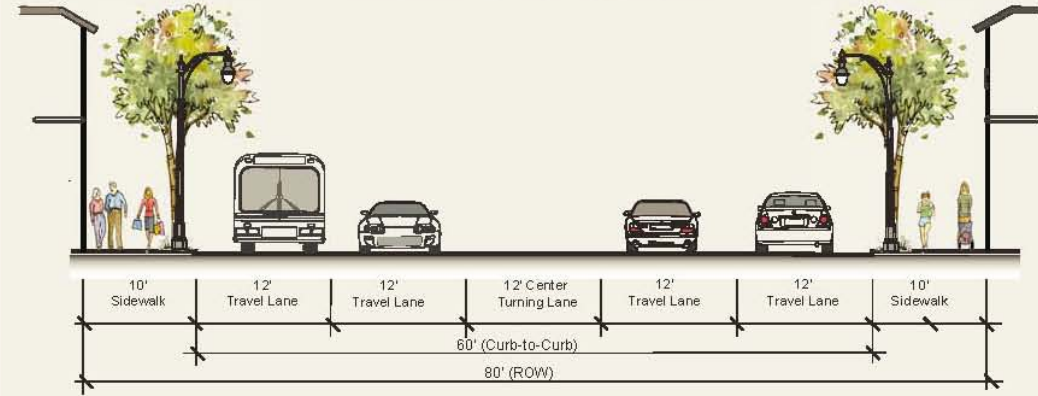 10'
Sidewalk
12'
Travel Lane
12'
Travel Lane
12' Center
Turning Lane
12'
Travel Lane
12'
Travel Lane
10'
Sidewalk
60' (Curb-to-Curb)
80' (ROW)